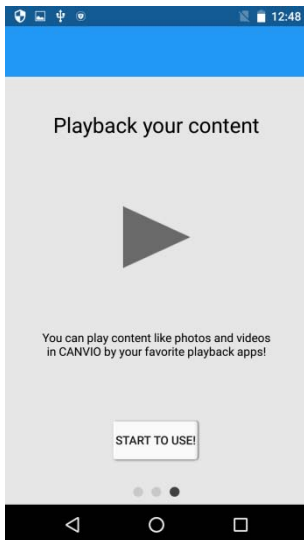 12:48
Playback your content
You can play content like photos and videos
in CANVIO by your favorite playback apps!
START TO USE!